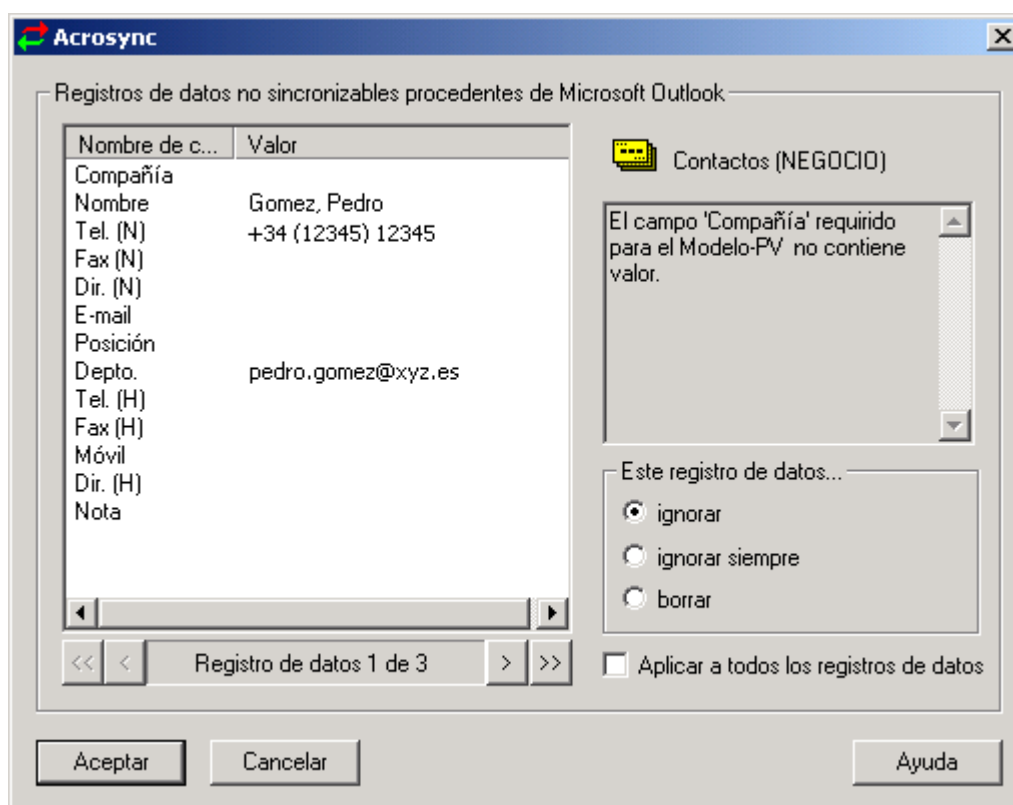 Acrosync
Registros de datos no sincronizables procedentes de Microsoft Outlook
Nombre de c... Valor
Compañía
Nombre Gomez, Pedro
Tel. (N) +34 (12345) 12345
Fax (N)
Dir. (N)
E-mail
Posición
Depto. pedro.gomez@xyz.es
Tel. (H)
Fax (H)
Móvil
Dir. (H)
Nota
<< < Registro de datos 1 de 3 > >>
Contactos (NEGOCIO)
El campo 'Compañía' requirido
para el Modelo-PV no contiene
valor.
Este registro de datos...
ignorar
ignorar siempre
borrar
Aplicar a todos los registros de datos
Aceptar Cancelar Ayuda